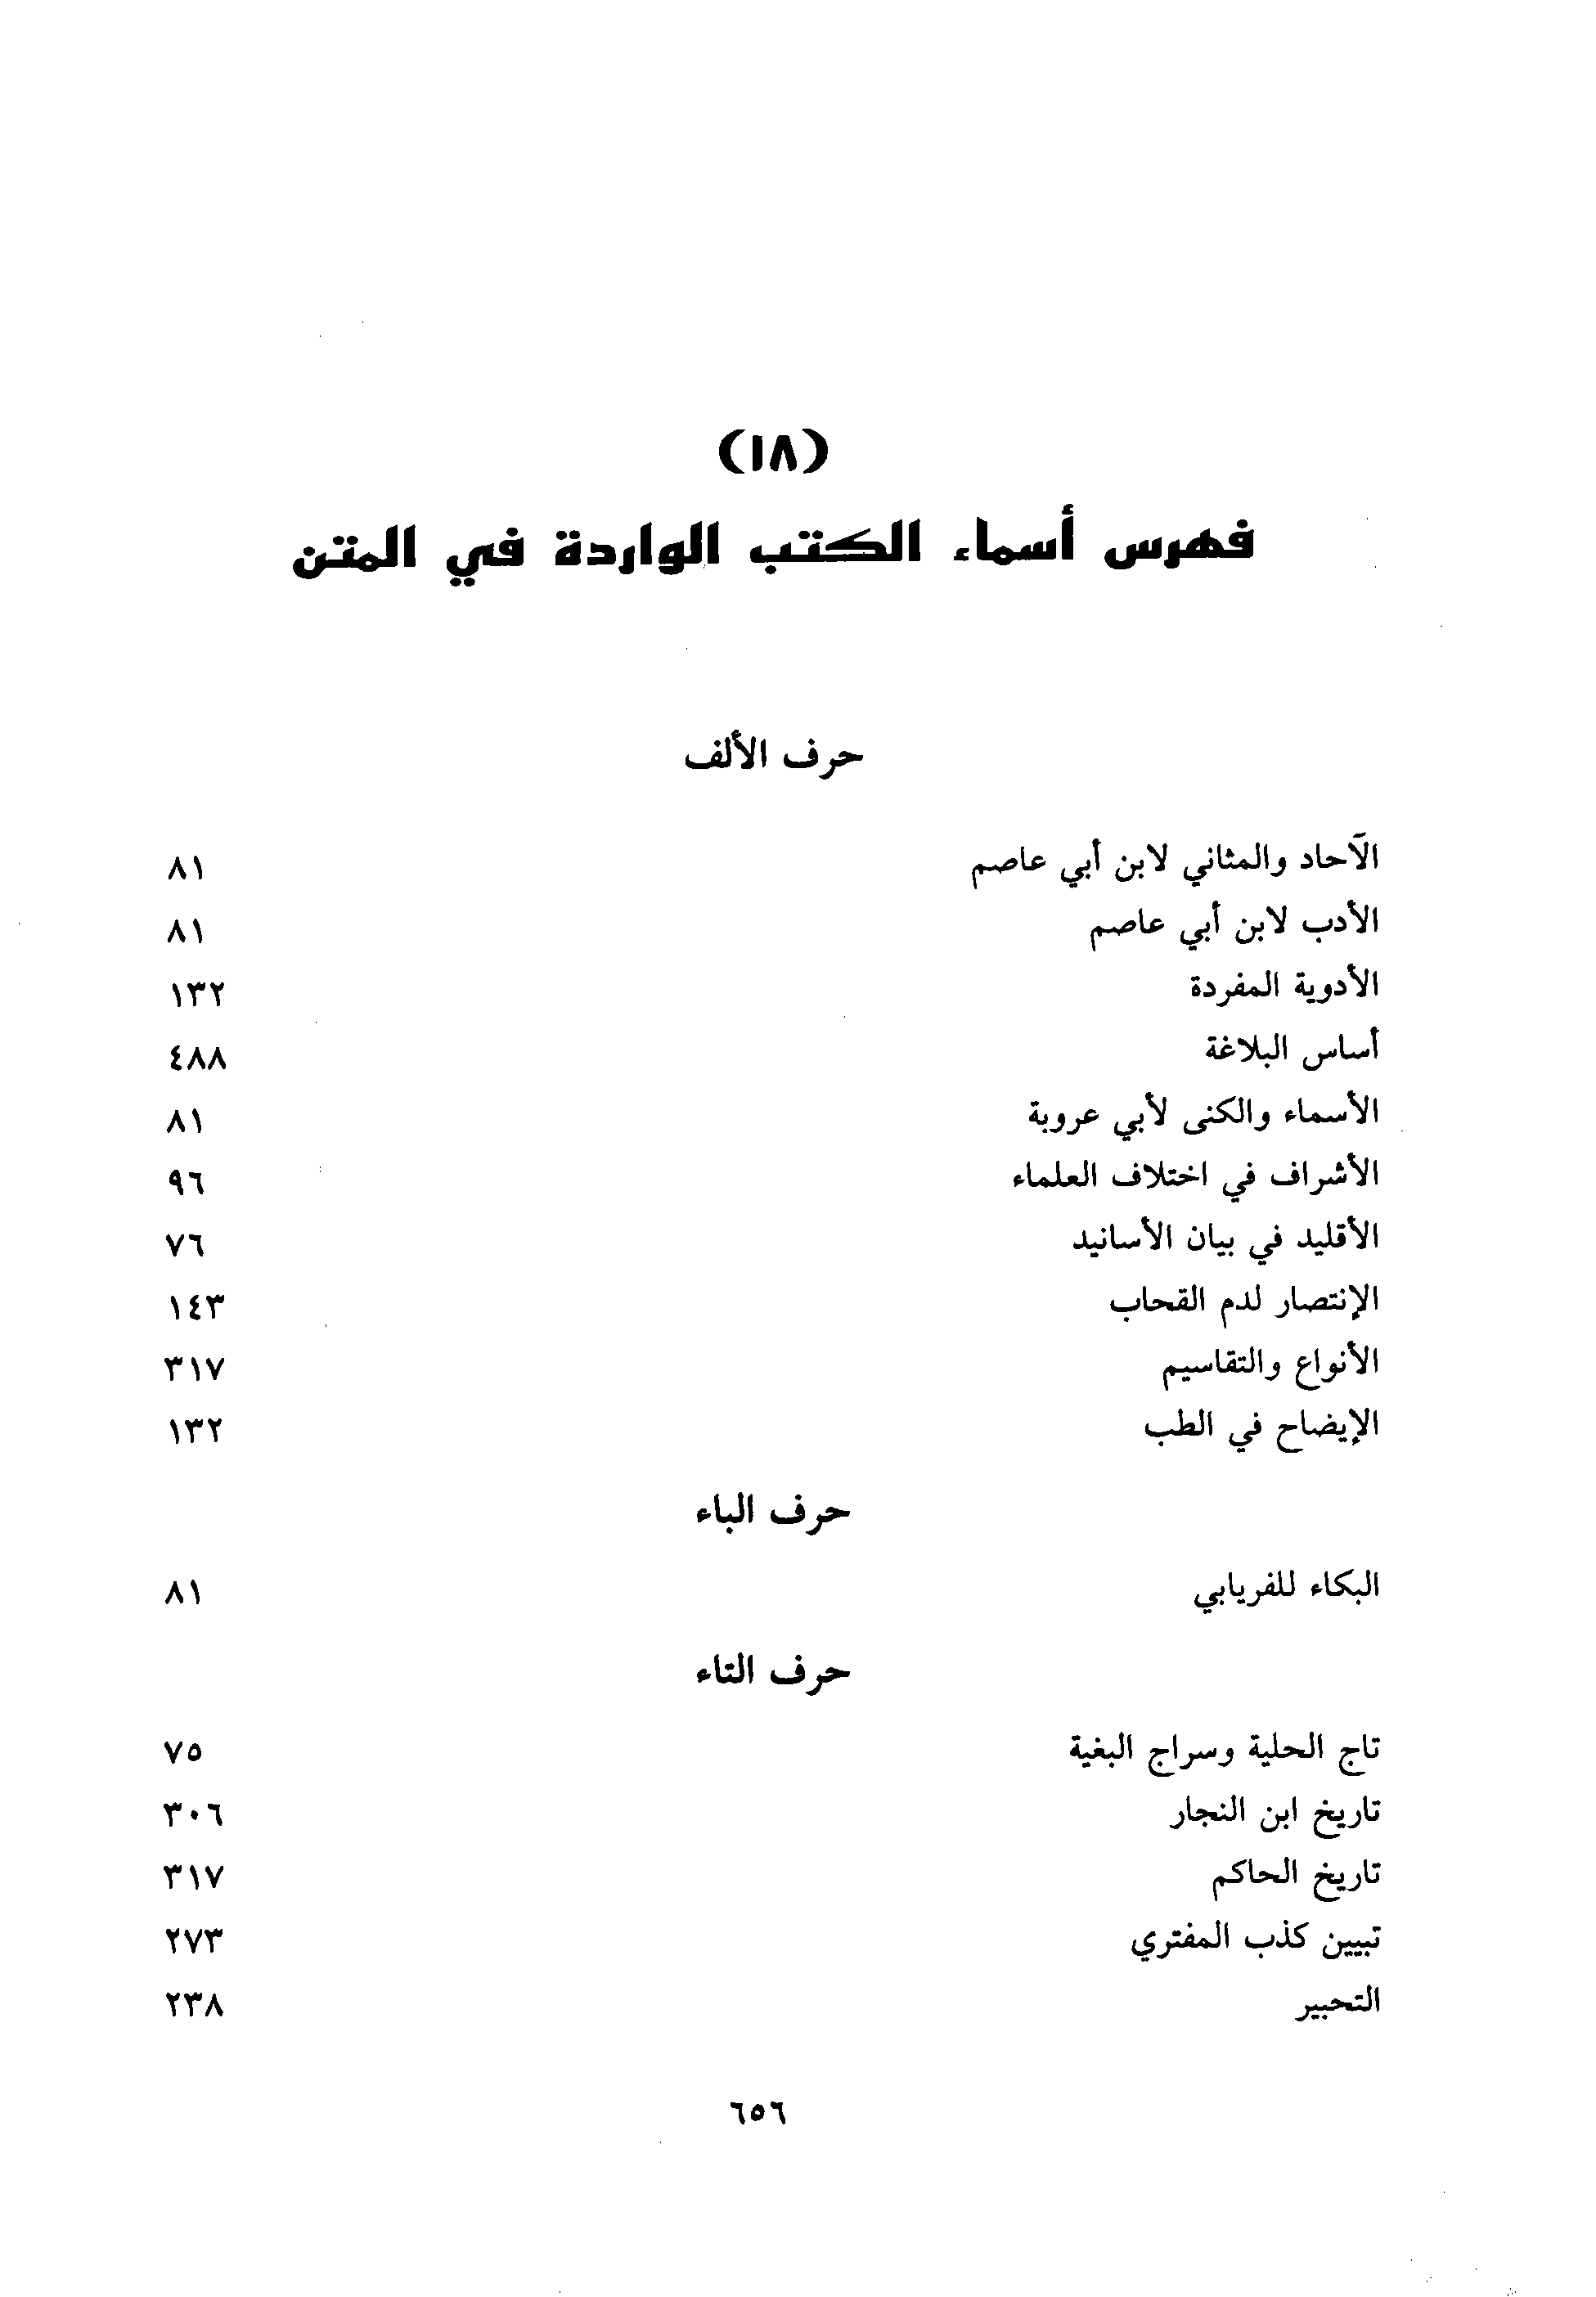 (١٨)
فهرس أسماء الكتب الواردة في المتن
حرف الألف
الآحاد والمثاني لابن أبي عاصم ٨١
الأدب لابن أبي عاصم ٨١
الأدوية المفردة ١٣٢
أساس البلاغة ٤٨٨
الأسماء والكنى لأبي عروبة ٨١
الأشراف في اختلاف العلماء ٩٦
الأقليد في بيان الأسانيد ٧٦
الإنتصار لدم القحاب ١٤٣
الأنواع والتقاسيم ٣١٧
الإيضاح في الطب ١٣٢
حرف الباء
البكاء للفريابي ٨١
حرف التاء
تاج الحلية وسراج البغية ٧٥
تاريخ ابن النجار ٣٠٦
تاريخ الحاكم ٣١٧
تبيين كذب المفتري ٢٧٣
التحبير ٢٣٨
٦٥٦